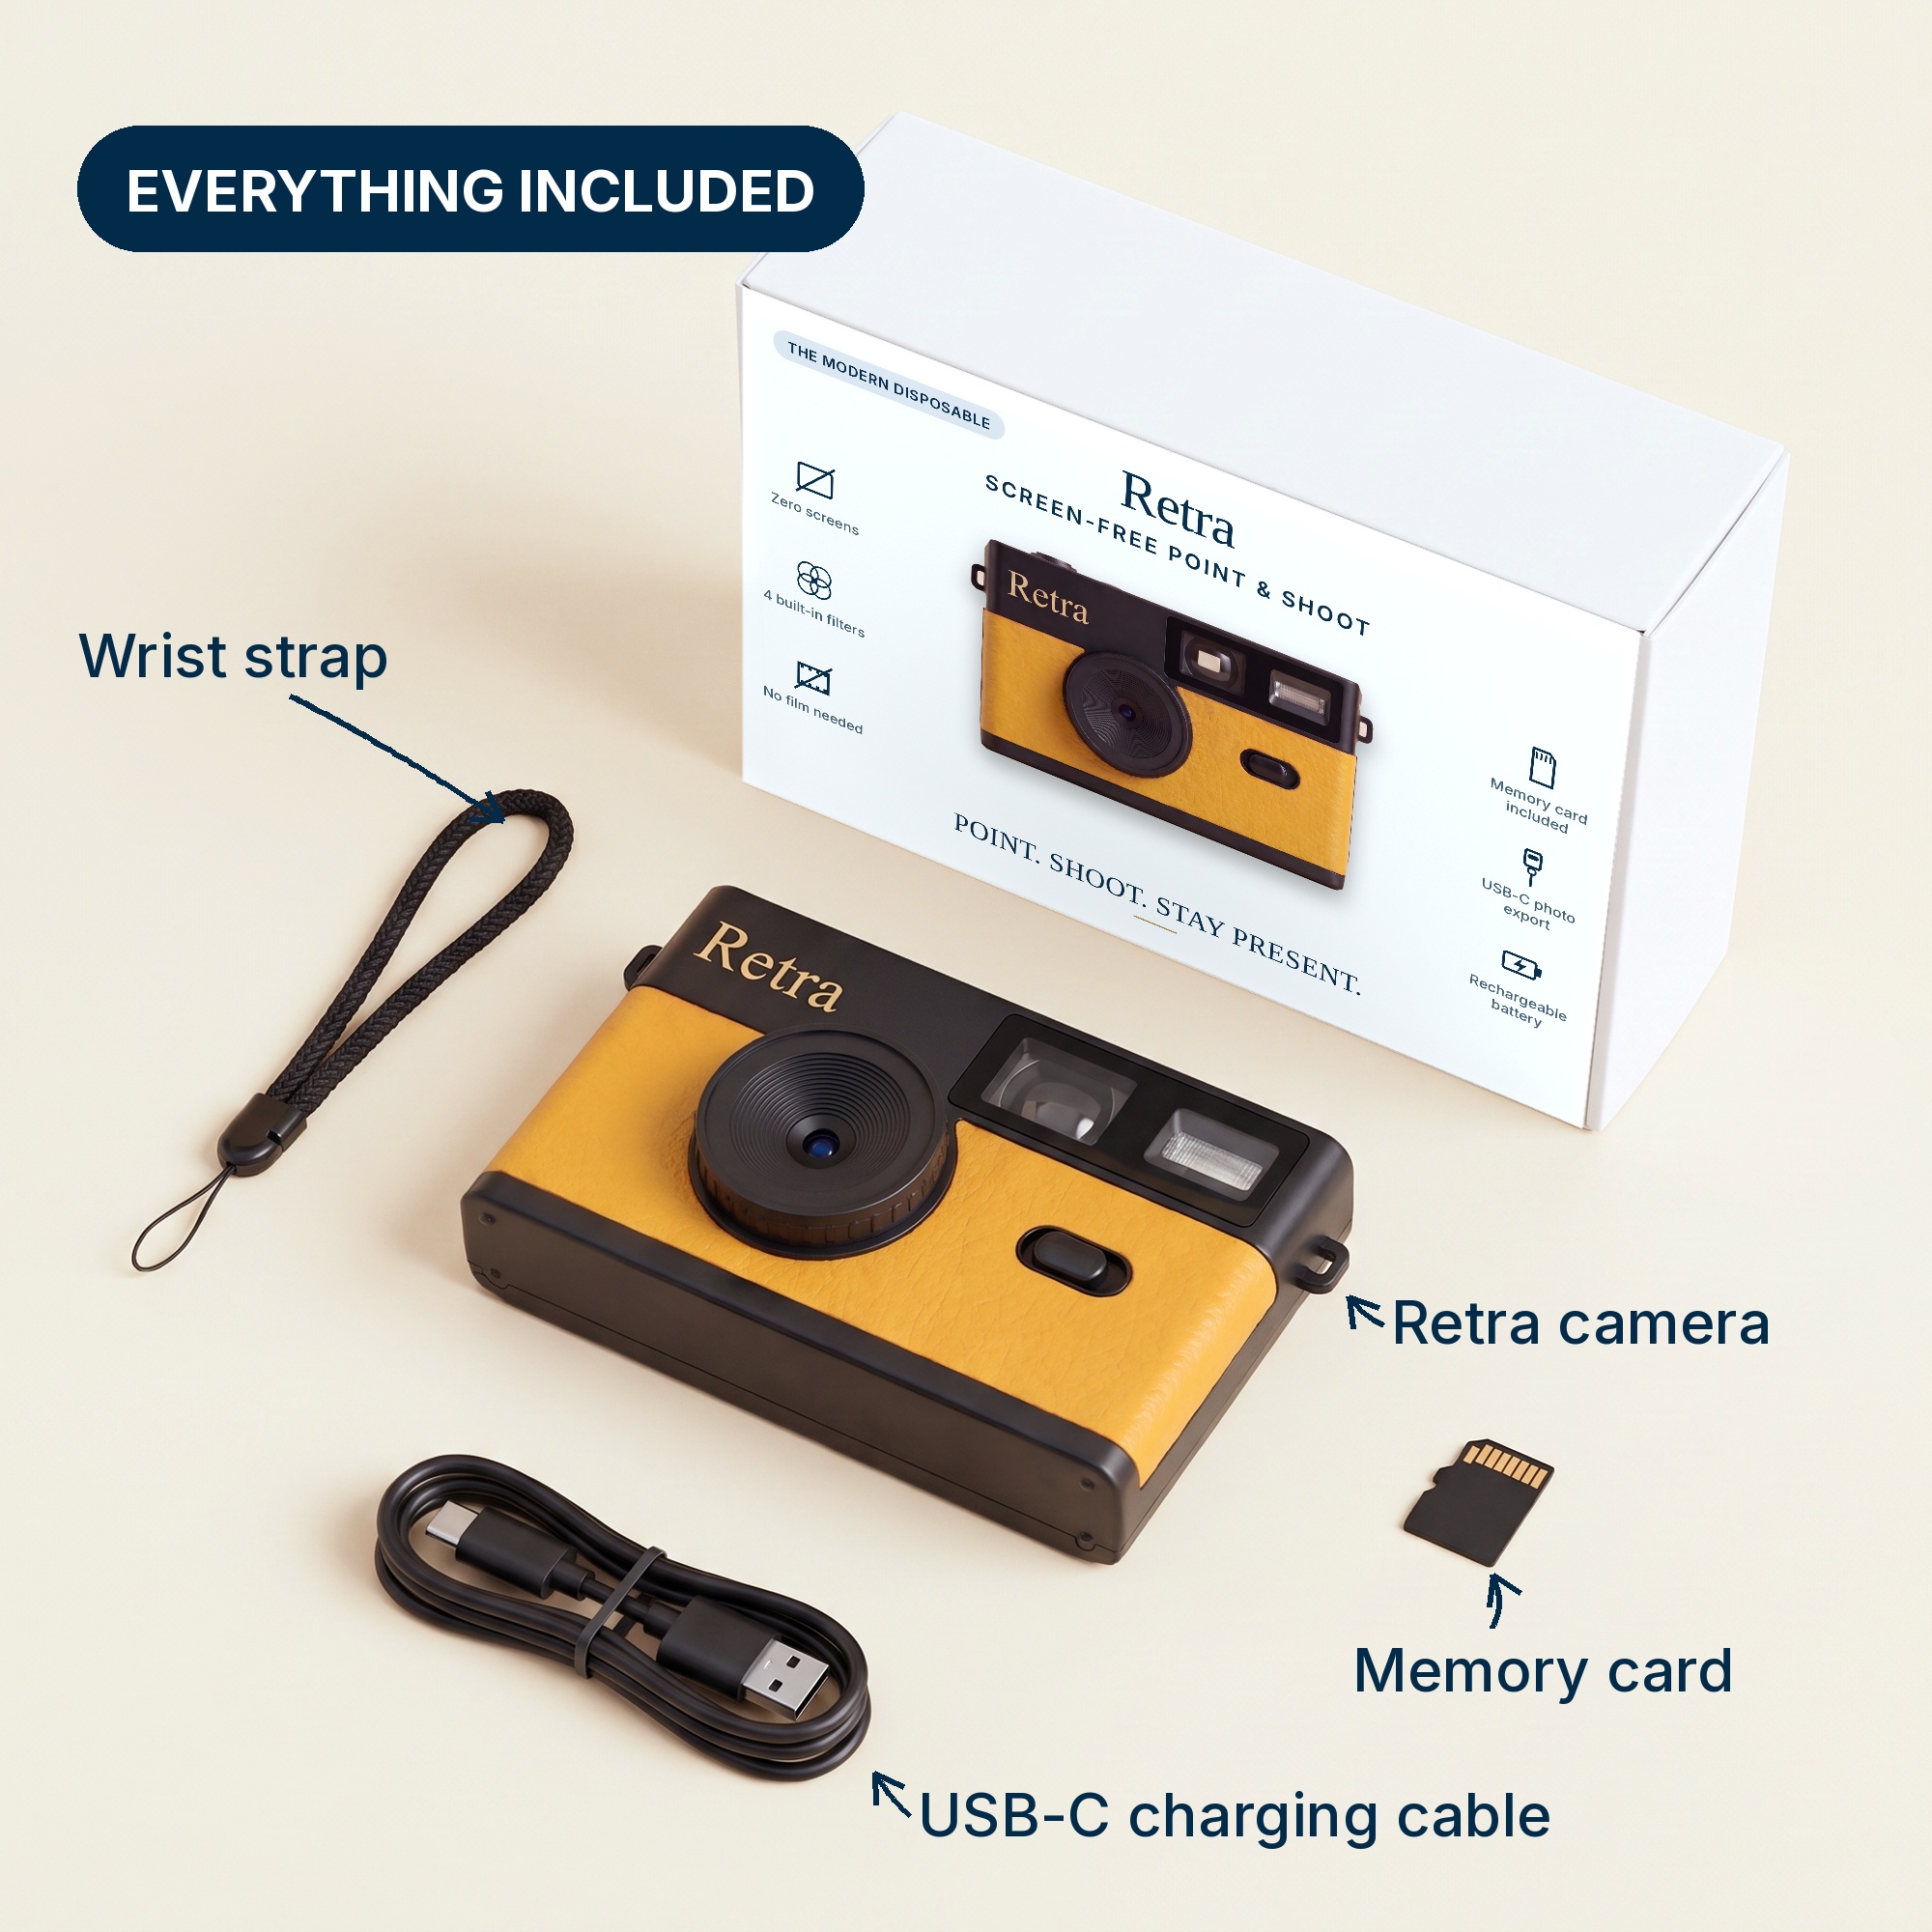 EVERYTHING INCLUDED
THE MODERN DISPOSABLE
Retra
SCREEN-FREE POINT & SHOOT
Zero screens
4 built-in filters
No film needed
Retra
Memory card
included
USB-C photo
export
Rechargeable
battery
POINT. SHOOT. STAY PRESENT.
Wrist strap
Retra
Retra camera
Memory card
USB-C charging cable